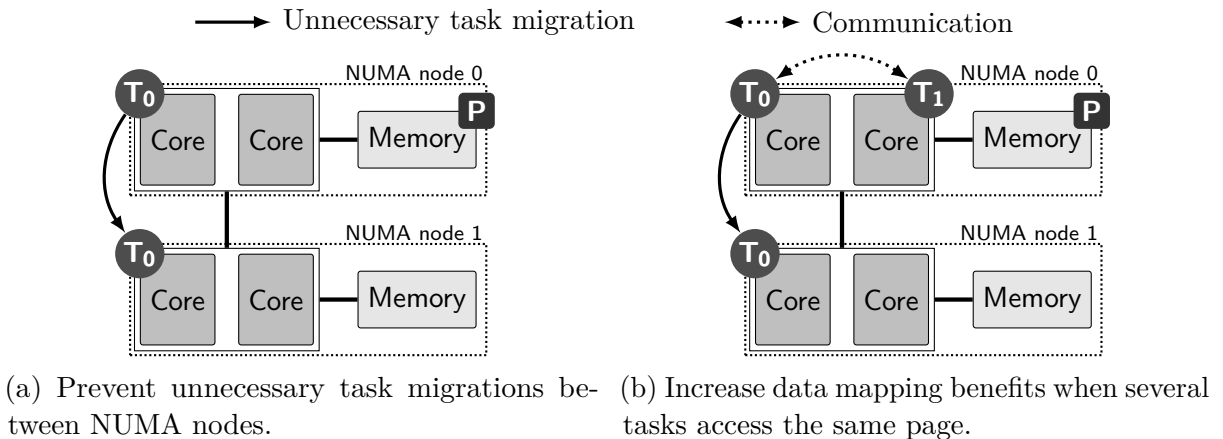 Unnecessary task migration
Communication
NUMA node 0
T0
P
Core
Core
Memory
NUMA node 1
T0
Core
Core
Memory
(a) Prevent unnecessary task migrations be-
tween NUMA nodes.
NUMA node 0
T0
T1
P
Core
Core
Memory
NUMA node 1
T0
Core
Core
Memory
(b) Increase data mapping benefits when several
tasks access the same page.